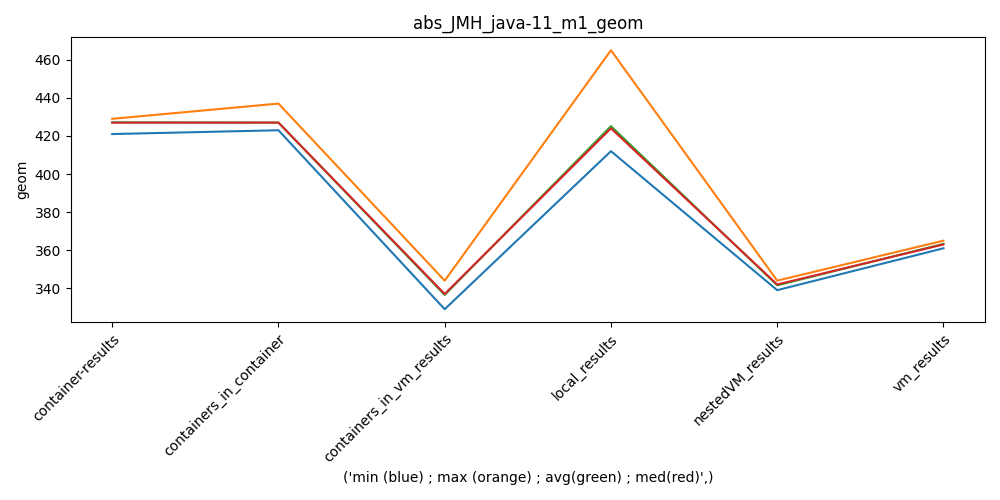 abs_JMH_java-11_m1_geom
460
440
420
400
380
360
340
geom
container-results
containers_in_container
containers_in_vm_results
local_results
nestedVM_results
vm_results
('min (blue) ; max (orange) ; avg(green) ; med(red)',)